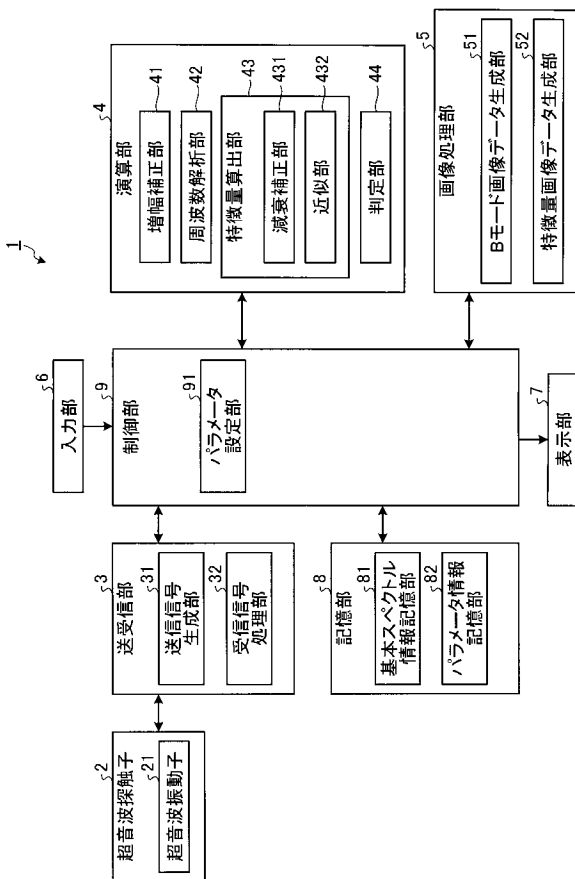 1
2
超音波探触子
21
超音波振動子
3
送受信部
31
送信信号
生成部
32
受信信号
処理部
8
記憶部
81
基本スペクトル
情報記憶部
82
パラメータ情報
記憶部
6
入力部
9
制御部
91
パラメータ
設定部
7
表示部
4
演算部
41
増幅補正部
42
周波数解析部
43
特徴量算出部
431
減衰補正部
432
近似部
44
判定部
5
画像処理部
51
Bモード画像データ生成部
52
特徴量画像データ生成部